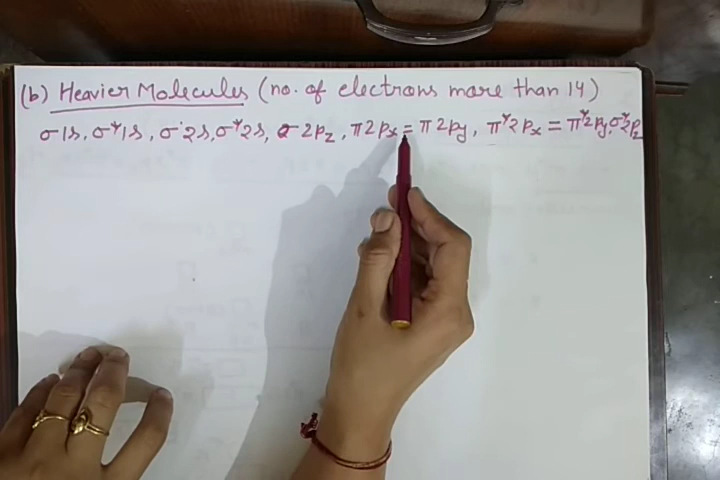 (b) Heavier Molecules (no. of electrons more than 14)
σ1s, σ*1s, σ2s, σ*2s, σ2pz, π2px = π2py, π*2px = π*2py, σ*2pz